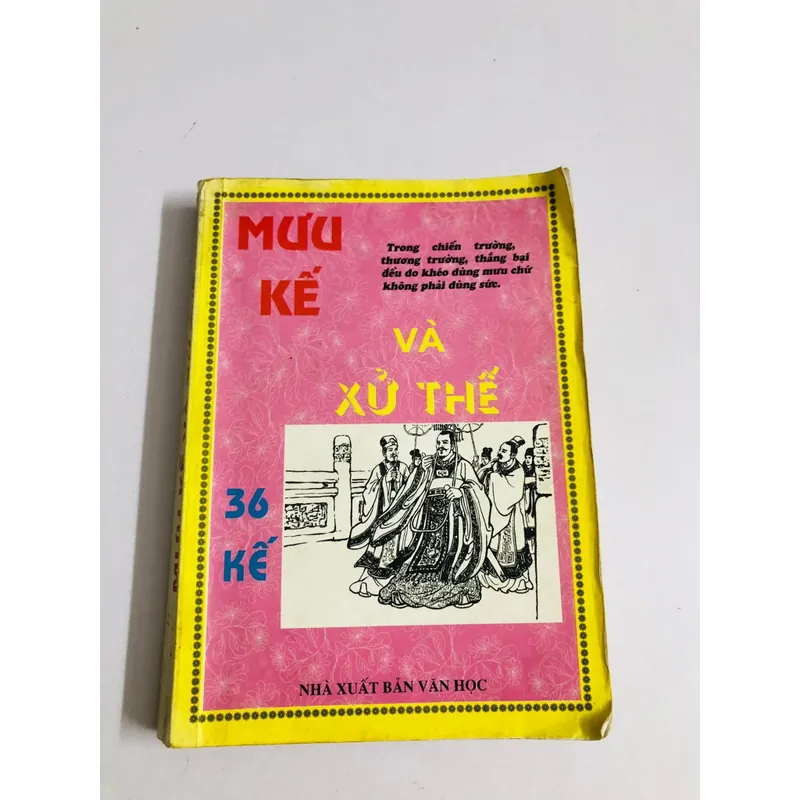 MƯU
KẾ
Trong chiến trường,
thương trường, thắng bại
đều do khéo dùng mưu chứ
không phải dùng sức.
VÀ
XỬ THẾ
36
KẾ
NHÀ XUẤT BẢN VĂN HỌC